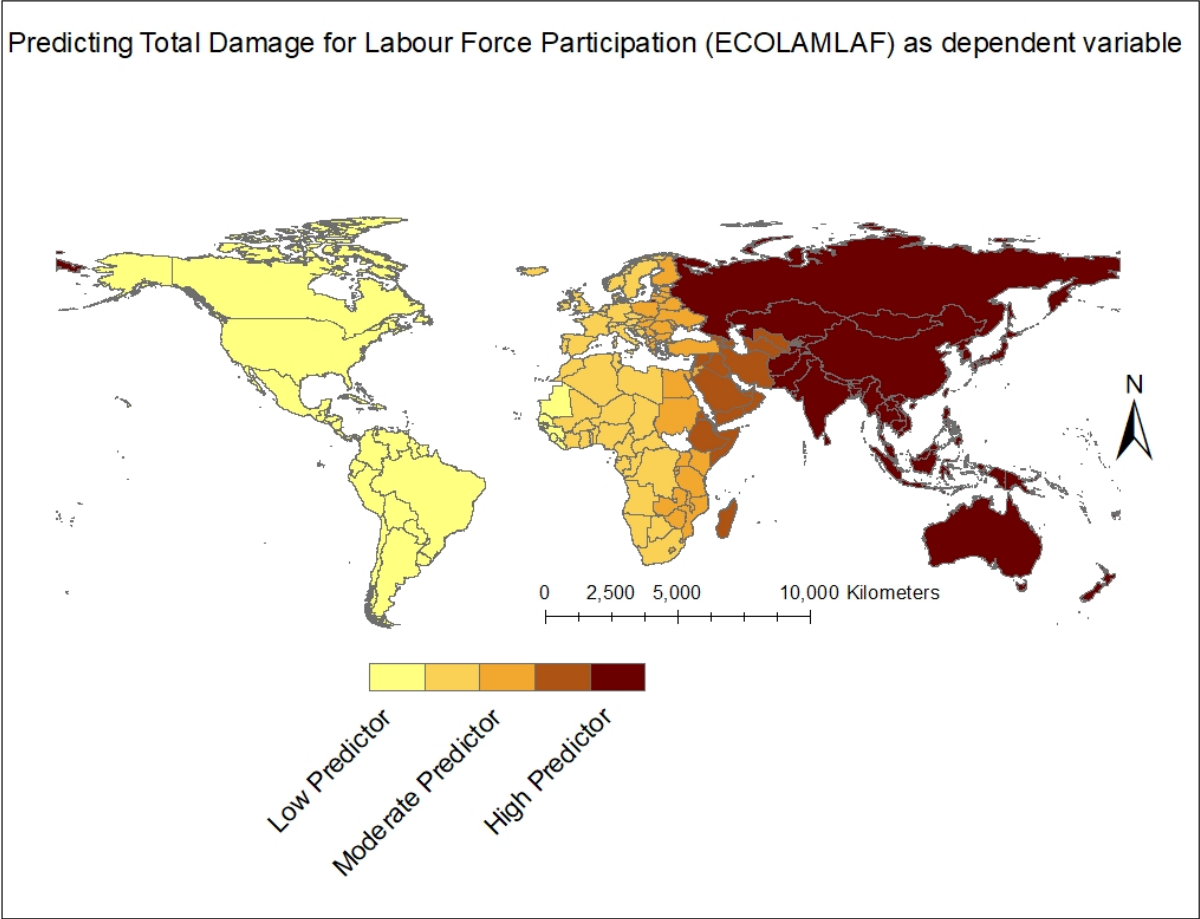 Predicting Total Damage for Labour Force Participation (ECOLAMLAF) as dependent variable
N
0 2,500 5,000 10,000 Kilometers
Low Predictor
Moderate Predictor
High Predictor